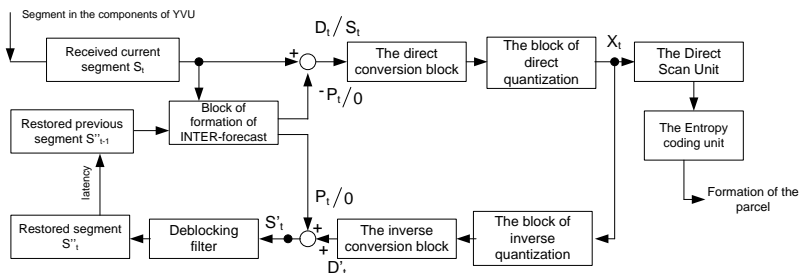 Segment in the components of YVU
Received current
segment Sₜ
+
Dₜ/Sₜ
-Pₜ/0
The direct
conversion block
The block of
direct
quantization
Xₜ
The Direct
Scan Unit
The Entropy
coding unit
Formation of the
parcel
Restored previous
segment S''ₜ₋₁
Block of
formation of
INTER-forecast
latency
Pₜ/0
Restored segment
S''ₜ
Deblocking
filter
S'ₜ
+
+
D'ₜ
The inverse
conversion block
The block of
inverse
quantization